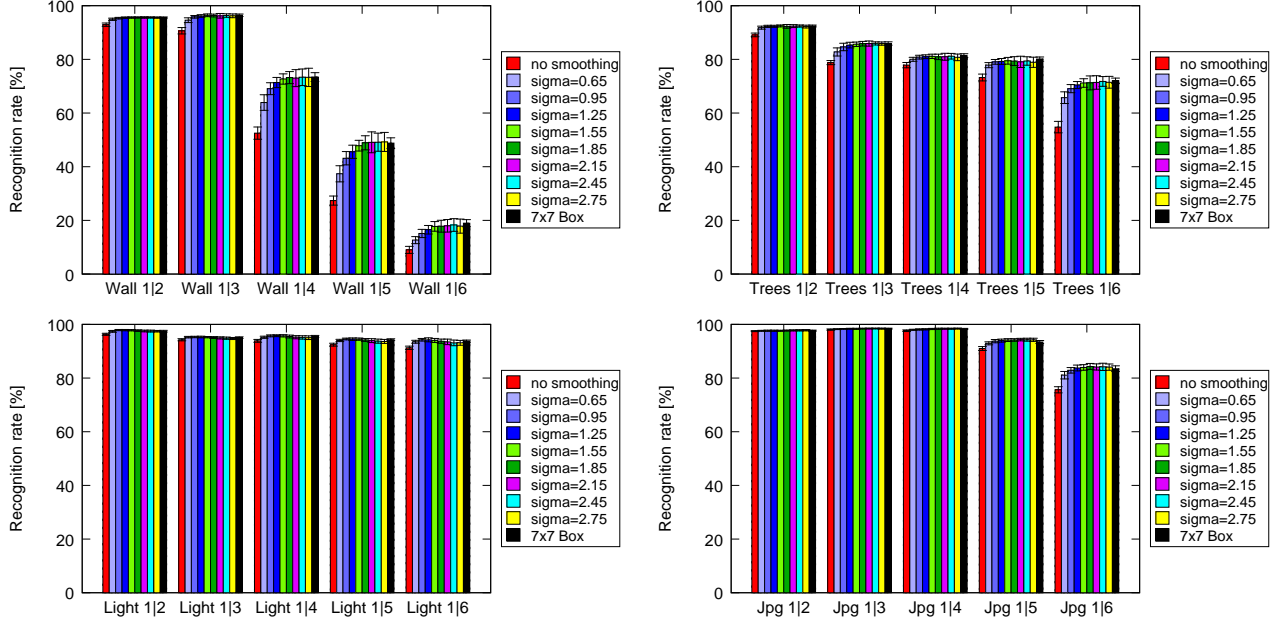 Recognition rate [%]
100
80
60
40
20
0
Wall 1|2 Wall 1|3 Wall 1|4 Wall 1|5 Wall 1|6
no smoothing
sigma=0.65
sigma=0.95
sigma=1.25
sigma=1.55
sigma=1.85
sigma=2.15
sigma=2.45
sigma=2.75
7x7 Box
Recognition rate [%]
100
80
60
40
20
0
Trees 1|2 Trees 1|3 Trees 1|4 Trees 1|5 Trees 1|6
no smoothing
sigma=0.65
sigma=0.95
sigma=1.25
sigma=1.55
sigma=1.85
sigma=2.15
sigma=2.45
sigma=2.75
7x7 Box
Recognition rate [%]
100
80
60
40
20
0
Light 1|2 Light 1|3 Light 1|4 Light 1|5 Light 1|6
no smoothing
sigma=0.65
sigma=0.95
sigma=1.25
sigma=1.55
sigma=1.85
sigma=2.15
sigma=2.45
sigma=2.75
7x7 Box
Recognition rate [%]
100
80
60
40
20
0
Jpg 1|2 Jpg 1|3 Jpg 1|4 Jpg 1|5 Jpg 1|6
no smoothing
sigma=0.65
sigma=0.95
sigma=1.25
sigma=1.55
sigma=1.85
sigma=2.15
sigma=2.45
sigma=2.75
7x7 Box